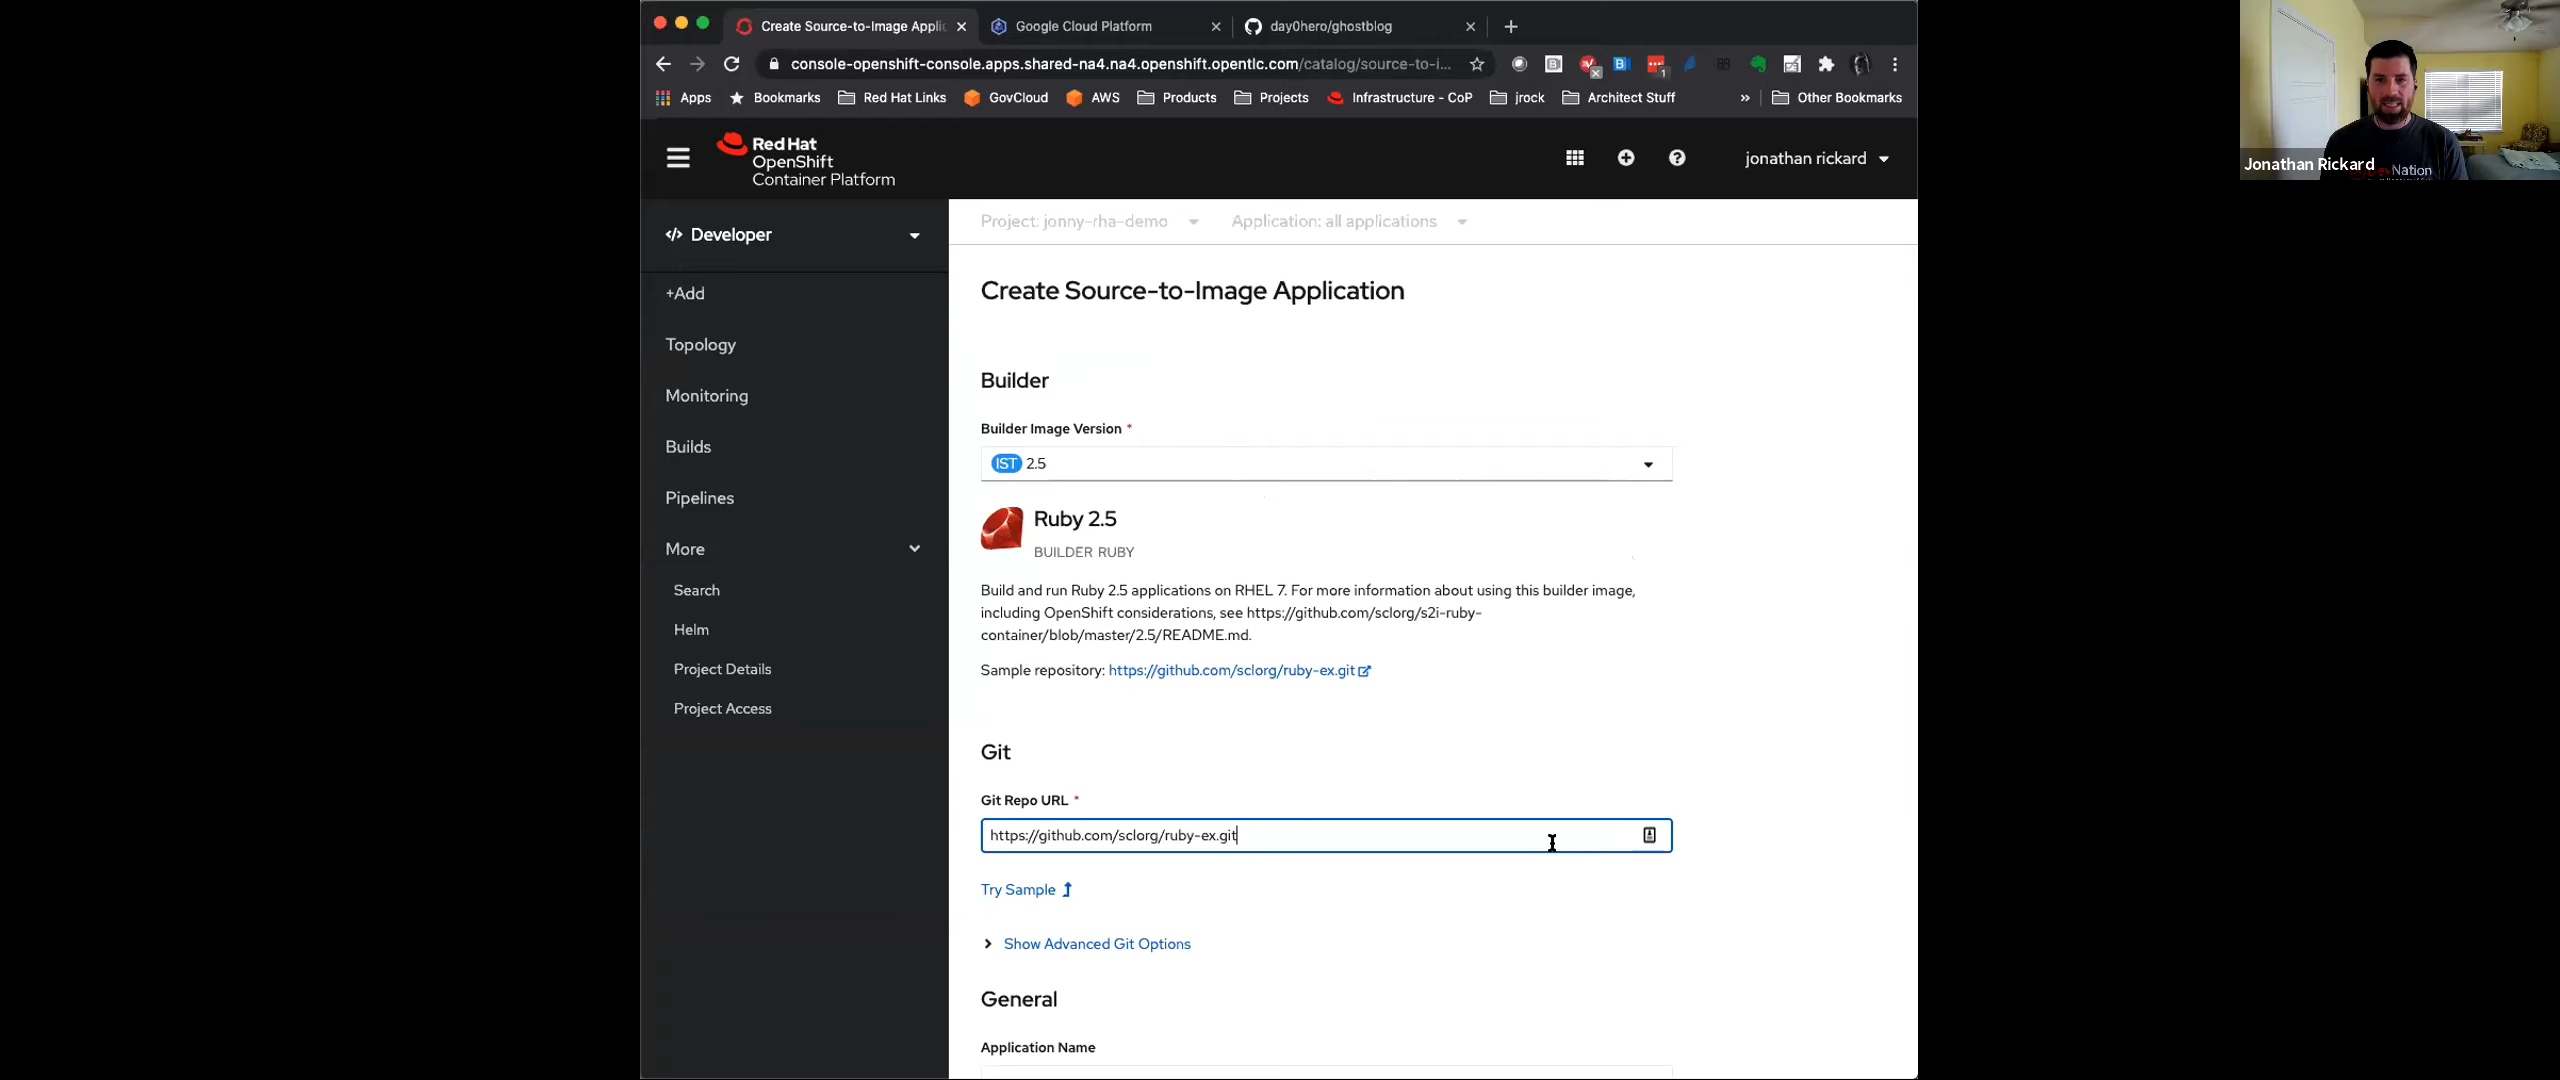 Create Source-to-Image Applic
Google Cloud Platform
day0hero/ghostblog
console-openshift-console.apps.shared-na4.na4.openshift.opentlc.com/catalog/source-to-i...
Apps
Bookmarks
Red Hat Links
GovCloud
AWS
Products
Projects
Infrastructure - CoP
jrock
Architect Stuff
»
Other Bookmarks
Red Hat
OpenShift
Container Platform
jonathan rickard
Jonathan Rickard
Nation
Developer
+Add
Topology
Monitoring
Builds
Pipelines
More
Search
Helm
Project Details
Project Access
Project: jonny-rha-demo
Application: all applications
Create Source-to-Image Application
Builder
Builder Image Version *
IST 2.5
Ruby 2.5
BUILDER RUBY
Build and run Ruby 2.5 applications on RHEL 7. For more information about using this builder image,
including OpenShift considerations, see https://github.com/sclorg/s2i-ruby-
container/blob/master/2.5/README.md.
Sample repository: https://github.com/sclorg/ruby-ex.git
Git
Git Repo URL *
https://github.com/sclorg/ruby-ex.git
Try Sample
Show Advanced Git Options
General
Application Name